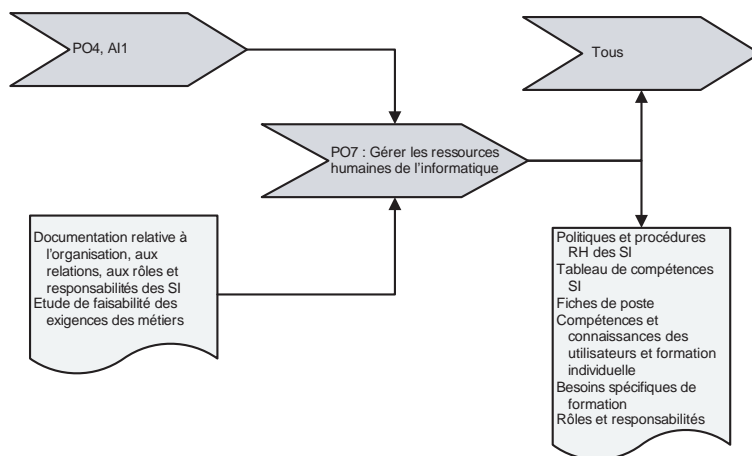 PO4, AI1
Tous
PO7 : Gérer les ressources
humaines de l’informatique
Documentation relative à
l’organisation, aux
relations, aux rôles et
responsabilités des SI
Etude de faisabilité des
exigences des métiers
Politiques et procédures
RH des SI
Tableau de compétences
SI
Fiches de poste
Compétences et
connaissances des
utilisateurs et formation
individuelle
Besoins spécifiques de
formation
Rôles et responsabilités